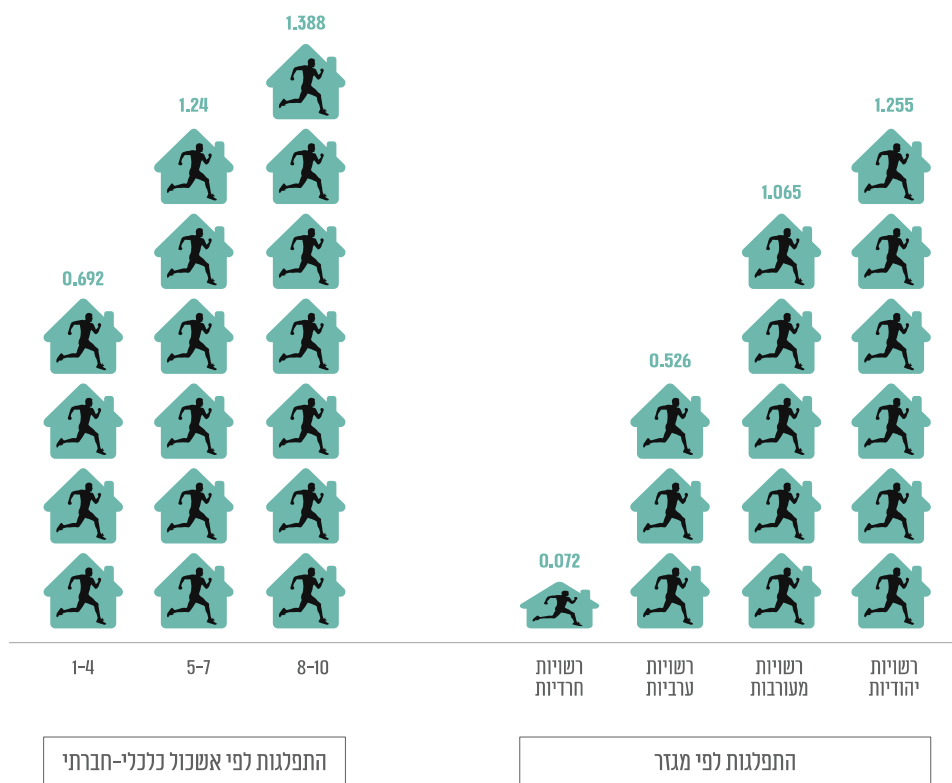 1.388
1.24
0.692
1.255
1.065
0.526
0.072
1-4
5-7
8-10
רשויות
יהודיות
רשויות
מעורבות
רשויות
ערביות
רשויות
חרדיות
התפלגות לפי מגזר
התפלגות לפי אשכול כלכלי-חברתי